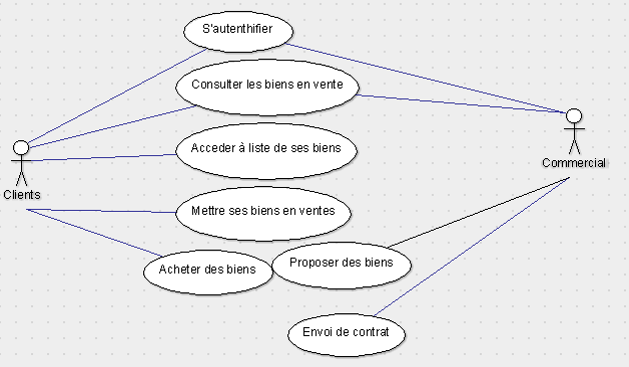 S'autenthifier
Consulter les biens en vente
Acceder à liste de ses biens
Commercial
Clients
Mettre ses biens en ventes
Acheter des biens
Proposer des biens
Envoi de contrat